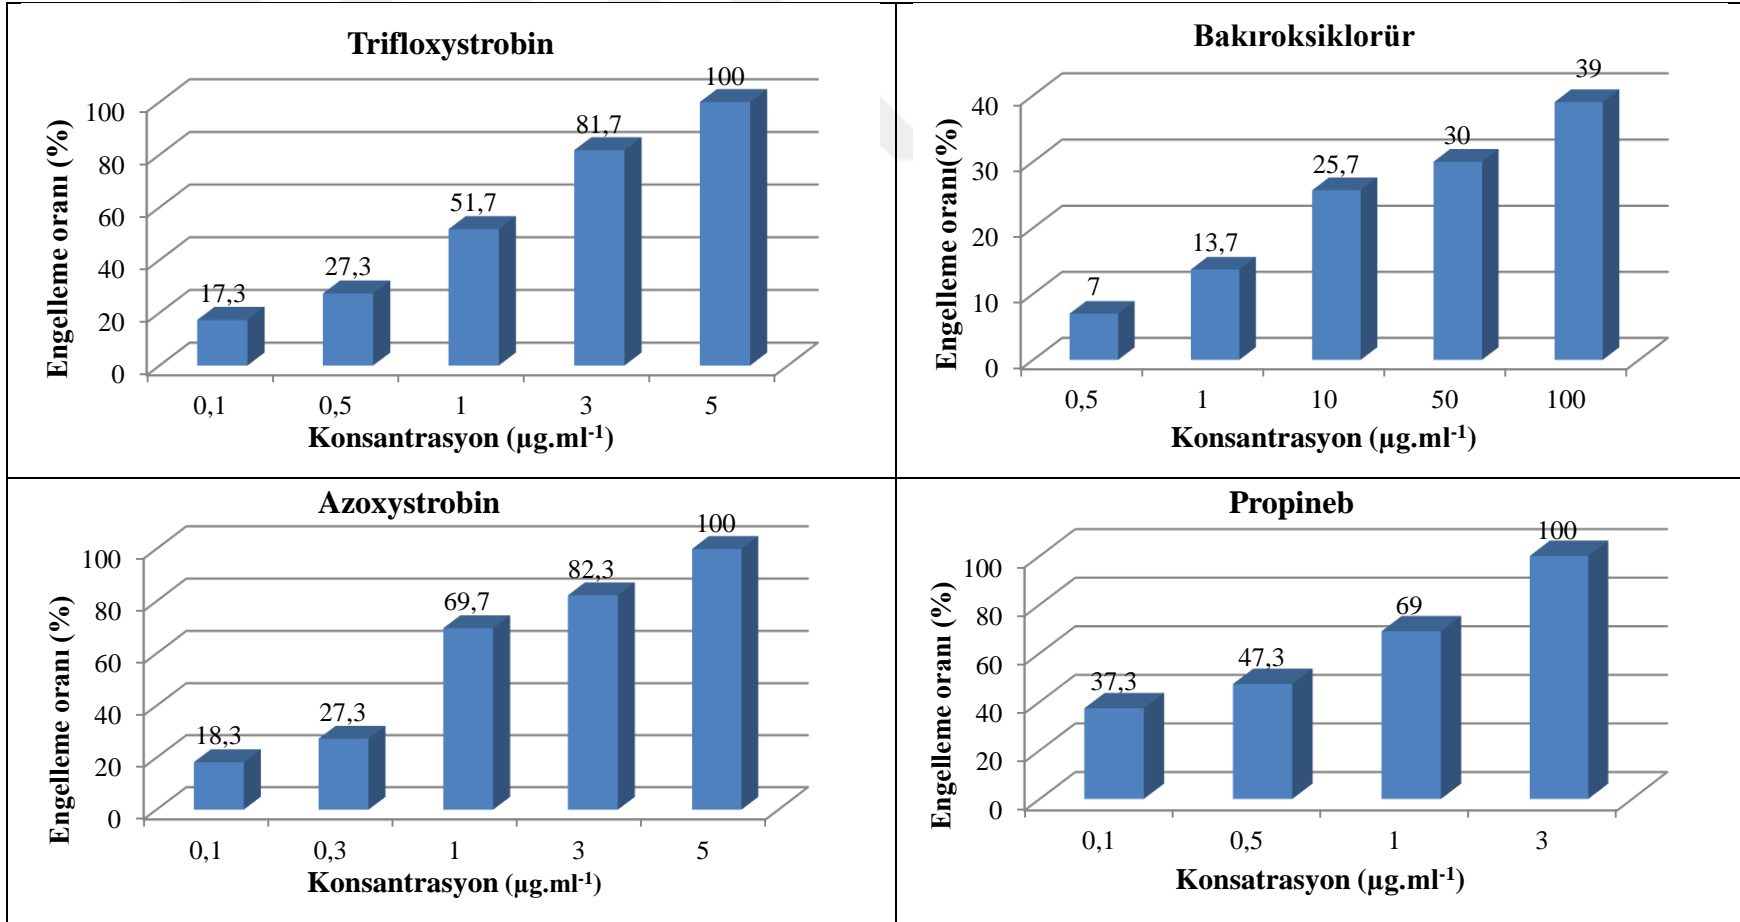 Trifloxystrobin
Engelleme oranı (%)
100
80
60
40
20
0
17,3
27,3
51,7
81,7
100
0,1 0,5 1 3 5
Konsantrasyon (µg.ml-1)
Bakıroksiklorür
Engelleme oranı(%)
40
30
20
10
0
7
13,7
25,7
30
39
0,5 1 10 50 100
Konsantrasyon (µg.ml-1)
Azoxystrobin
Engelleme oranı (%)
100
80
60
40
20
0
18,3
27,3
69,7
82,3
100
0,1 0,3 1 3 5
Konsantrasyon (µg.ml-1)
Propineb
Engelleme oranı (%)
100
80
60
40
20
0
37,3
47,3
69
100
0,1 0,5 1 3
Konsatrasyon (µg.ml-1)